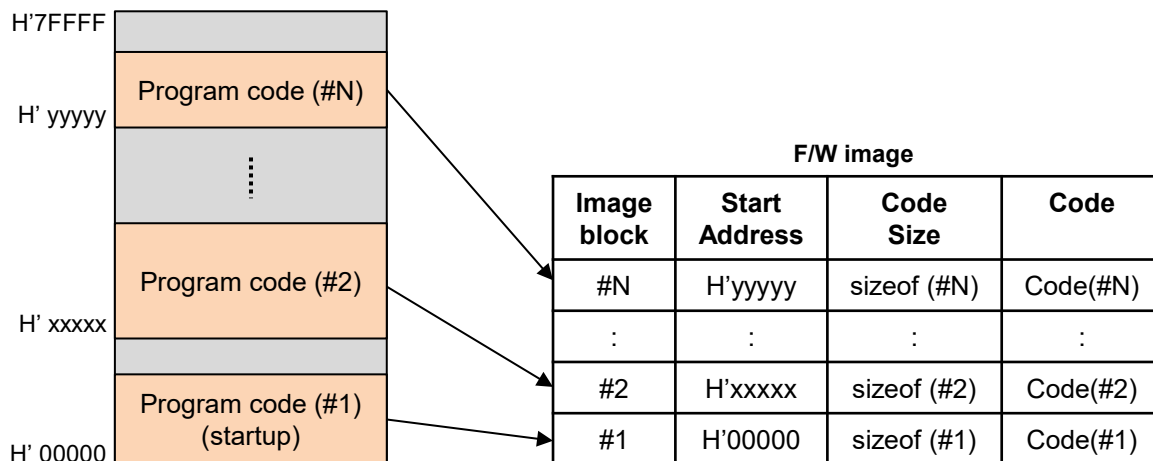 H'7FFFF
Program code (#N)
H' yyyyy
Program code (#2)
H' xxxxx
Program code (#1)
(startup)
H' 00000
F/W image
Image block Start Address Code Size Code
#N H'yyyyy sizeof (#N) Code(#N)
: : : :
#2 H'xxxxx sizeof (#2) Code(#2)
#1 H'00000 sizeof (#1) Code(#1)